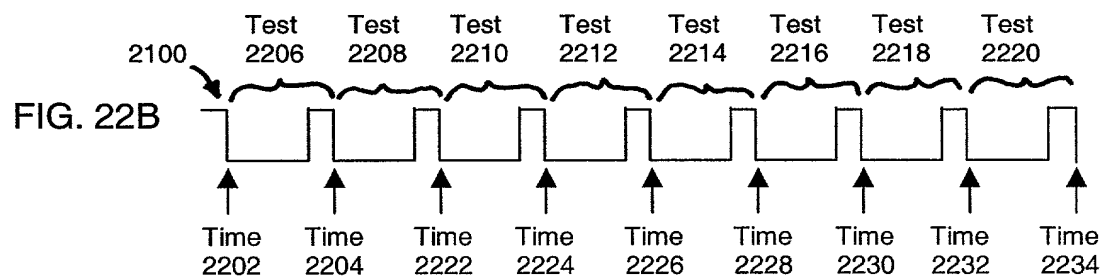 Test Test Test Test Test Test Test Test
2100 2206 2208 2210 2212 2214 2216 2218 2220
FIG. 22B
Time Time Time Time Time Time Time Time Time
2202 2204 2222 2224 2226 2228 2230 2232 2234